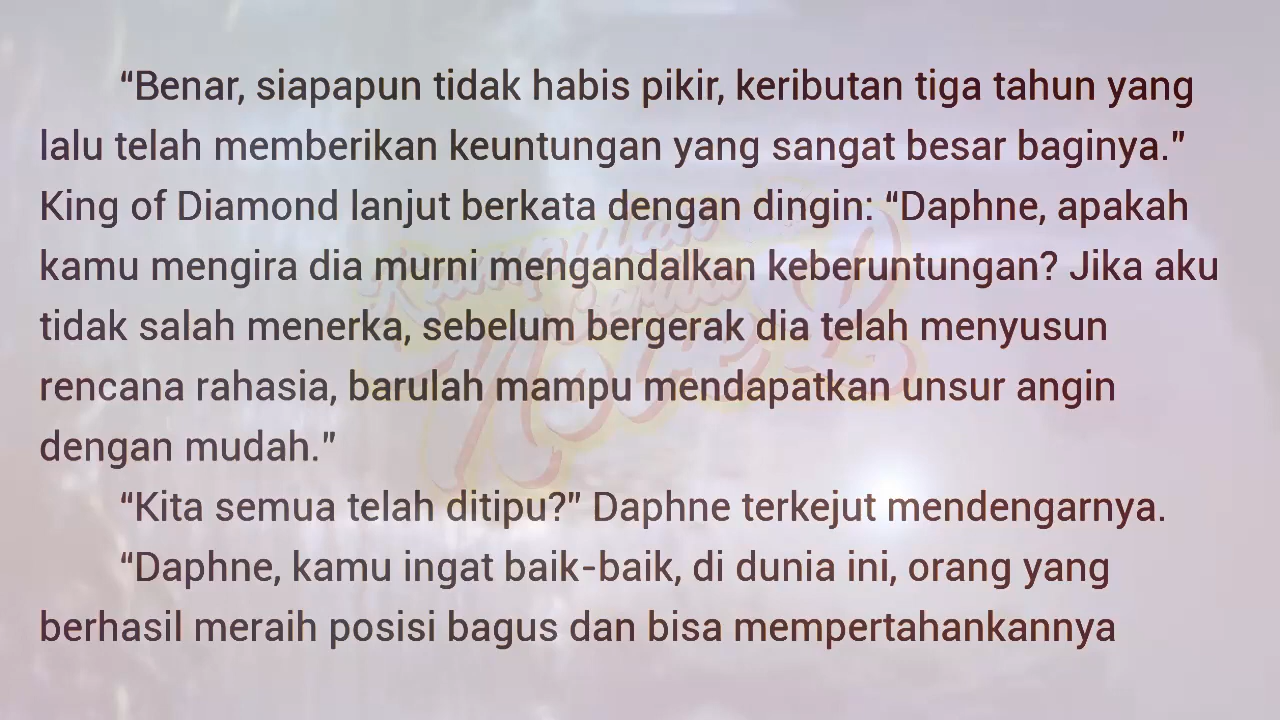 “Benar, siapapun tidak habis pikir, keributan tiga tahun yang
lalu telah memberikan keuntungan yang sangat besar baginya.”
King of Diamond lanjut berkata dengan dingin: “Daphne, apakah
kamu mengira dia murni mengandalkan keberuntungan? Jika aku
tidak salah menerka, sebelum bergerak dia telah menyusun
rencana rahasia, barulah mampu mendapatkan unsur angin
dengan mudah.”
“Kita semua telah ditipu?” Daphne terkejut mendengarnya.
“Daphne, kamu ingat baik-baik, di dunia ini, orang yang
berhasil meraih posisi bagus dan bisa mempertahankannya